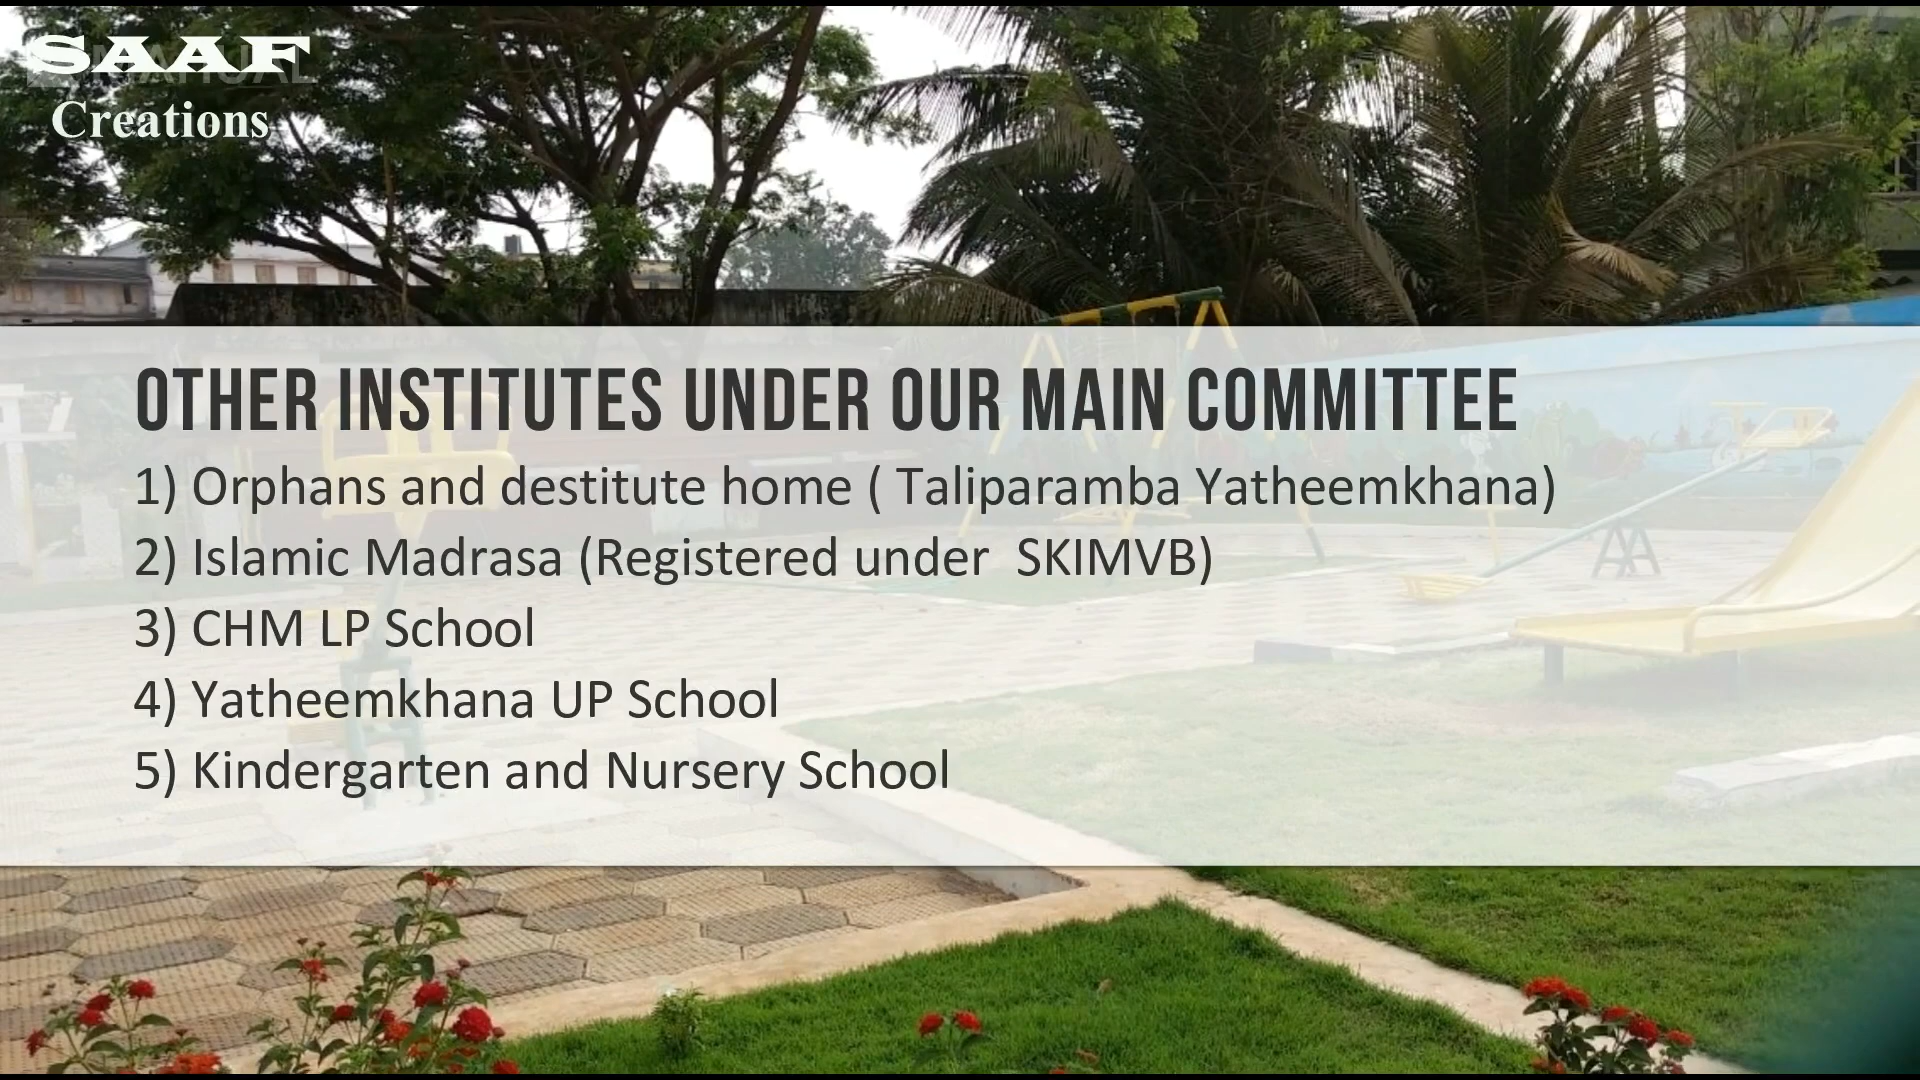 SAAF
Creations
OTHER INSTITUTES UNDER OUR MAIN COMMITTEE
1) Orphans and destitute home ( Taliparamba Yatheemkhana)
2) Islamic Madrasa (Registered under  SKIMVB)
3) CHM LP School
4) Yatheemkhana UP School
5) Kindergarten and Nursery School